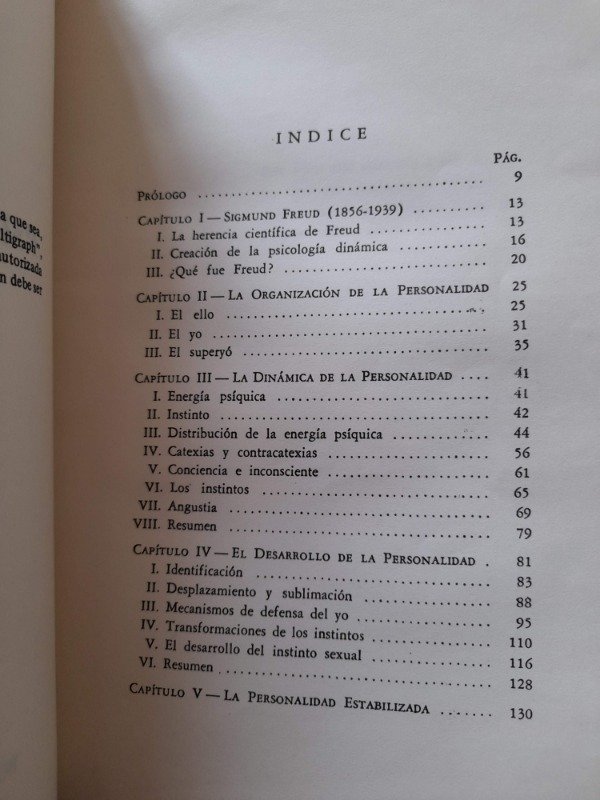 a que sea,
ltigraph",
utorizada
n debe ser
INDICE
PÁG.
PRÓLOGO .................................................. 9
CAPÍTULO I — SIGMUND FREUD (1856-1939) ............ 13
I. La herencia científica de Freud .................... 13
II. Creación de la psicología dinámica ............... 16
III. ¿Qué fue Freud? ................................. 20
CAPÍTULO II — LA ORGANIZACIÓN DE LA PERSONALIDAD 25
I. El ello ............................................ 25
II. El yo ............................................. 31
III. El superyó ....................................... 35
CAPÍTULO III — LA DINÁMICA DE LA PERSONALIDAD .... 41
I. Energía psíquica ................................... 41
II. Instinto .......................................... 42
III. Distribución de la energía psíquica ............. 44
IV. Catexias y contracatexias ........................ 56
V. Conciencia e inconsciente ........................ 61
VI. Los instintos .................................... 65
VII. Angustia ........................................ 69
VIII. Resumen ........................................ 79
CAPÍTULO IV — EL DESARROLLO DE LA PERSONALIDAD . 81
I. Identificación ..................................... 83
II. Desplazamiento y sublimación .................... 88
III. Mecanismos de defensa del yo .................... 95
IV. Transformaciones de los instintos ................ 110
V. El desarrollo del instinto sexual ................. 116
VI. Resumen .......................................... 128
CAPÍTULO V — LA PERSONALIDAD ESTABILIZADA ....... 130